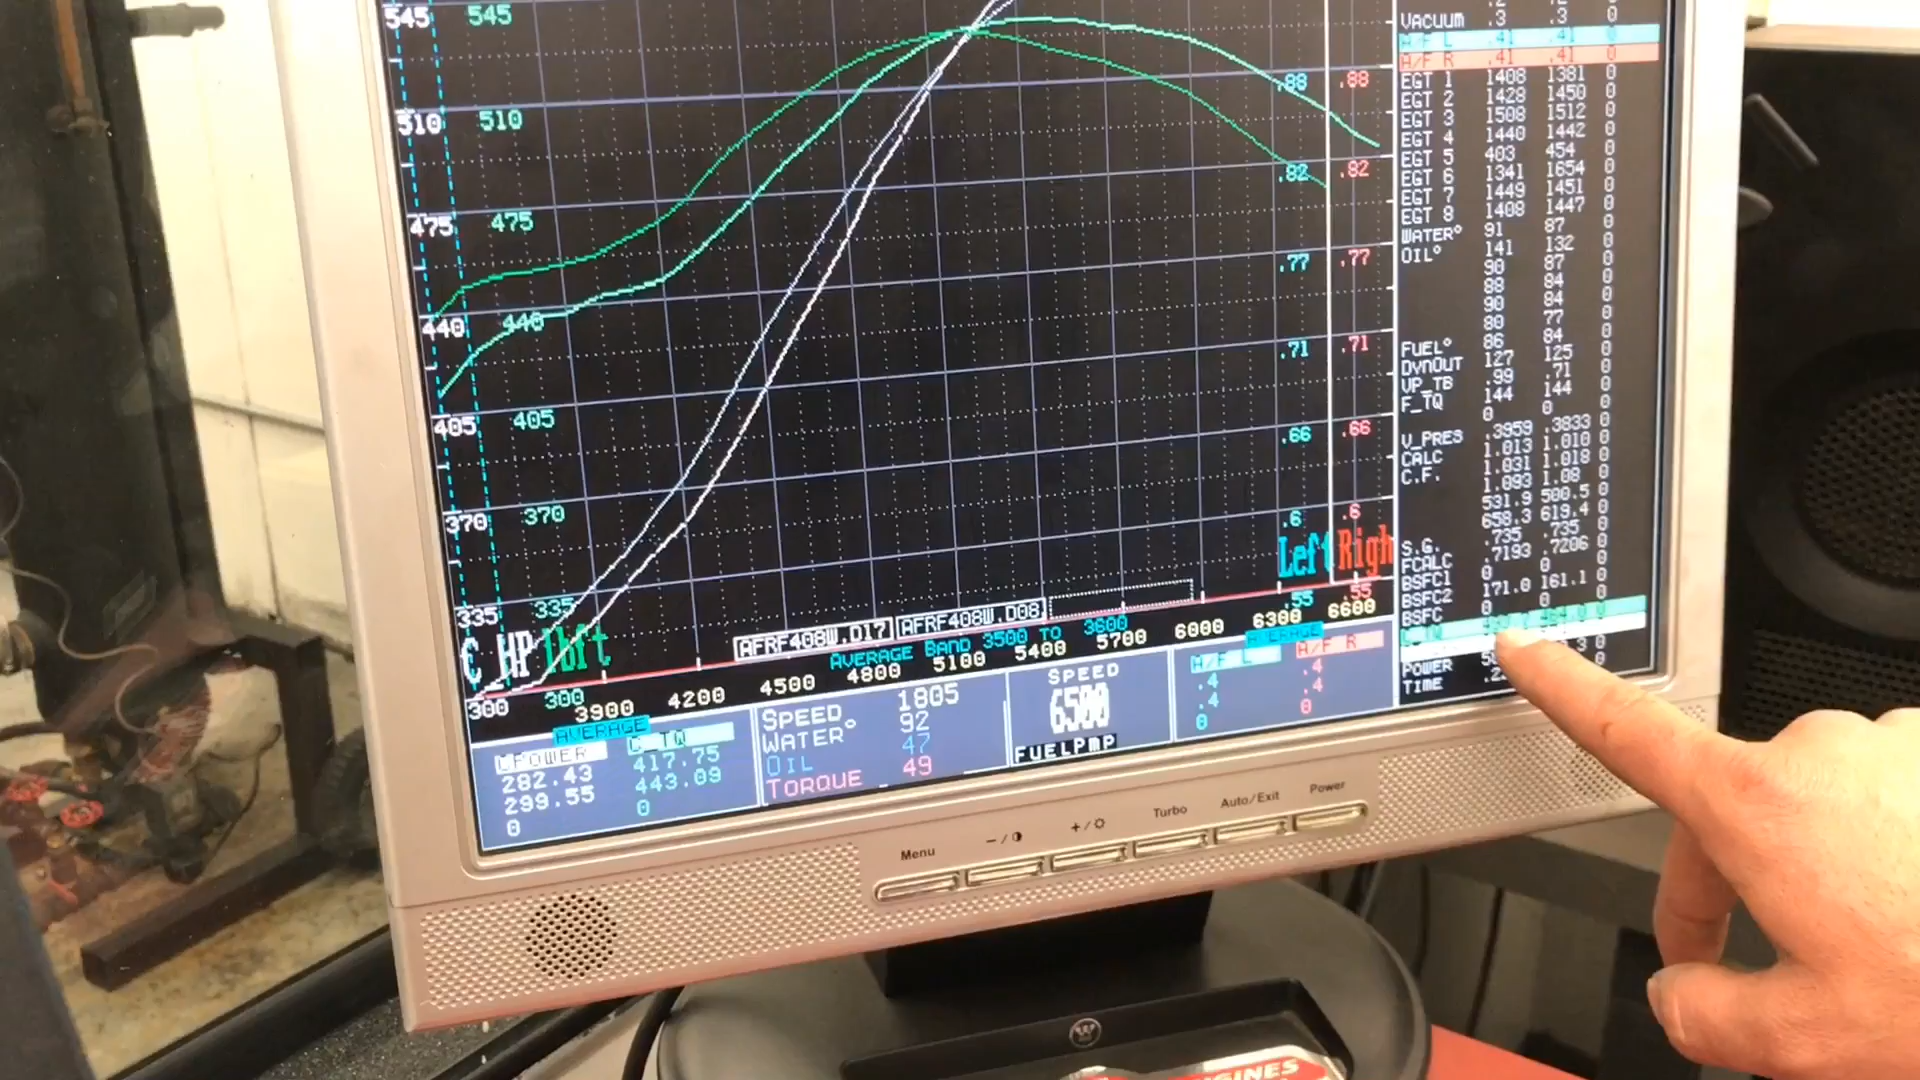 545 545
510 510
475 475
440 440
405 405
370 370
335 335
300 300
C HP lbft
.88 .88
.82 .82
.77 .77
.71 .71
.66 .66
.6 .6
Left Righ
.55 .55
AFRF408W.D17 AFRF408W.D08
AVERAGE BAND 3500 TO 3600
3900 4200 4500 4800 5100 5400 5700 6000 6300 6600
AVERAGE
CPOWER C_TQ
282.43 417.75
299.55 443.09
0 0
SPEED 1805
WATER° 92
OIL 47
TORQUE 49
SPEED
6500
FUELPMP
AVERAGE
A/F L A/F R
.4 .4
.4 .4
0 0
VACUUM .3 .3 0
A/F L .41 .41 0
A/F R .41 .41 0
EGT 1 1408 1381 0
EGT 2 1428 1450 0
EGT 3 1508 1512 0
EGT 4 1440 1442 0
EGT 5 403 454 0
EGT 6 1341 1654 0
EGT 7 1449 1451 0
EGT 8 1408 1447 0
WATER° 91 87 0
OIL° 141 132 0
90 87 0
88 84 0
90 84 0
80 77 0
FUEL° 86 84 0
DYNOUT 127 125 0
VP_TB .99 .71 0
F_TQ 144 144 0
0 0
V_PRES .3959 .3833 0
CALC 1.013 1.010 0
C.F. 1.031 1.018 0
1.093 1.08 0
531.9 500.5 0
658.3 619.4 0
S.G. .735 .735 0
FCALC .7193 .7206 0
BSFC1 0 0 0
BSFC2 171.0 161.1 0
BSFC 0 0 0
C_TQ
POWER
TIME
Menu
Turbo
Auto/Exit
Power
W
ENGINES